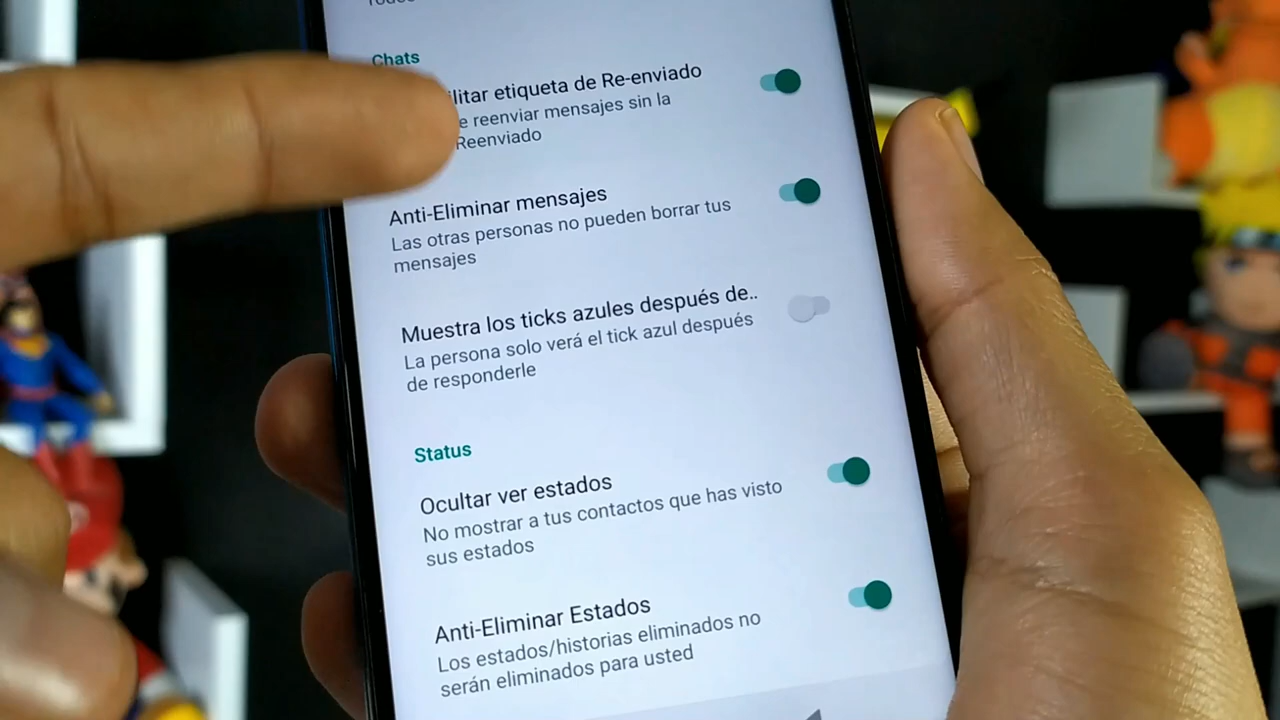 Chats
etiqueta de Re-enviado
reenviar mensajes sin la
Reenviado
Anti-Eliminar mensajes
Las otras personas no pueden borrar tus
mensajes
Muestra los ticks azules después de..
La persona solo verá el tick azul después
de responderle
Status
Ocultar ver estados
No mostrar a tus contactos que has visto
sus estados
Anti-Eliminar Estados
Los estados/historias eliminados no
serán eliminados para usted